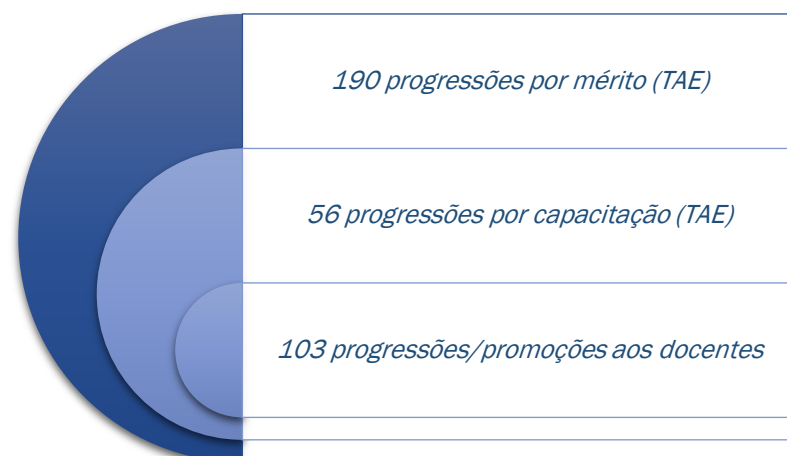 190 progressões por mérito (TAE)
56 progressões por capacitação (TAE)
103 progressões/promoções aos docentes